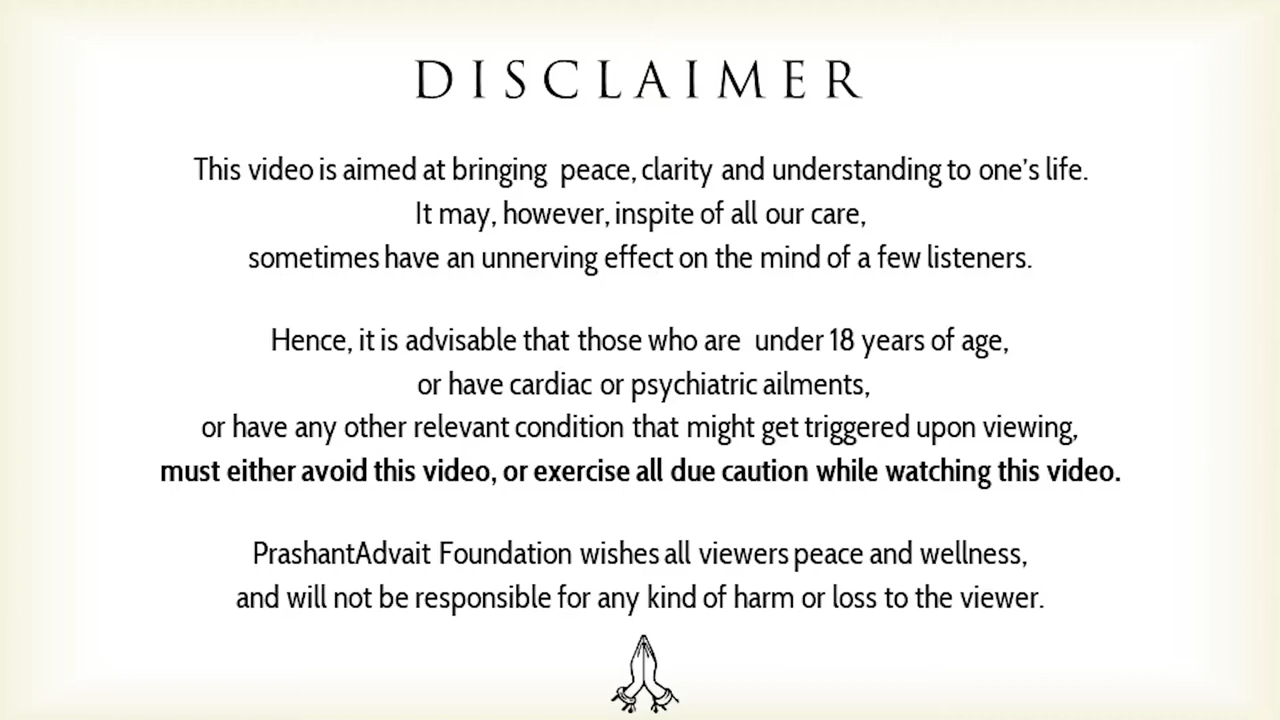 DISCLAIMER
This video is aimed at bringing peace, clarity and understanding to one's life.
It may, however, inspite of all our care,
sometimes have an unnerving effect on the mind of a few listeners.
Hence, it is advisable that those who are under 18 years of age,
or have cardiac or psychiatric ailments,
or have any other relevant condition that might get triggered upon viewing,
must either avoid this video, or exercise all due caution while watching this video.
PrashantAdvait Foundation wishes all viewers peace and wellness,
and will not be responsible for any kind of harm or loss to the viewer.